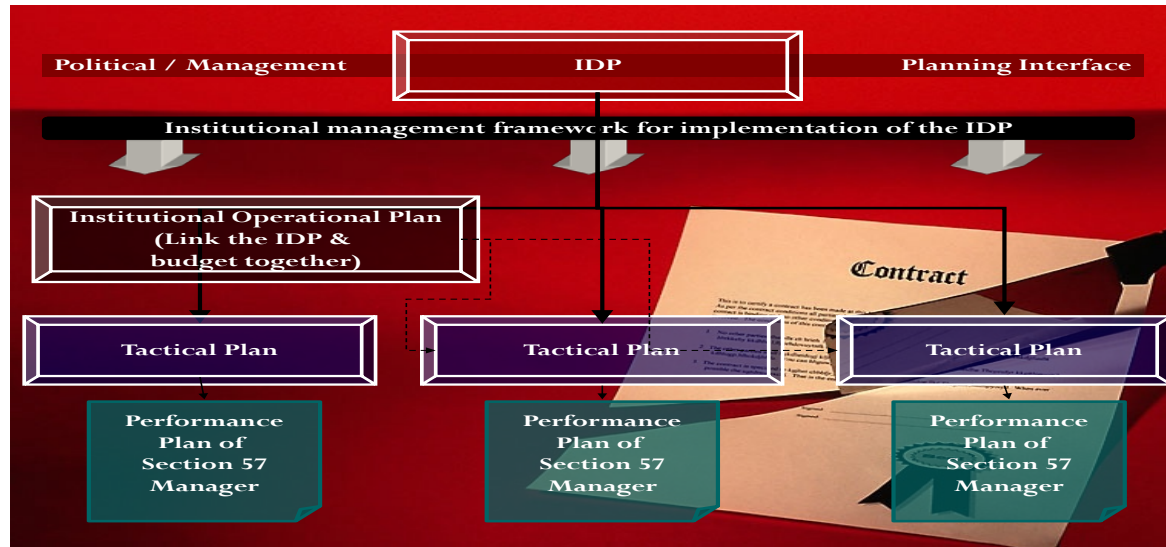 Political / Management
IDP
Planning Interface
Institutional management framework for implementation of the IDP
Institutional Operational Plan
(Link the IDP &
budget together)
Contract
Tactical Plan
Tactical Plan
Tactical Plan
Performance
Plan of
Section 57
Manager
Performance
Plan of
Section 57
Manager
Performance
Plan of
Section 57
Manager